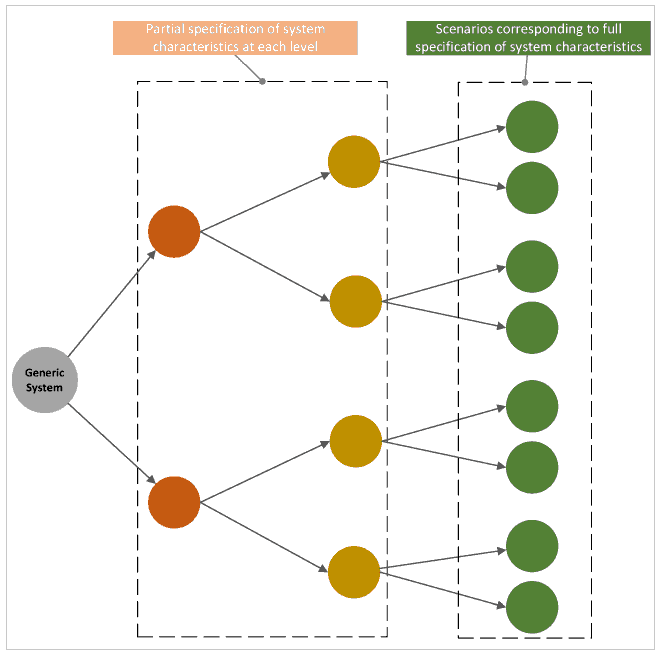 Partial specification of system
characteristics at each level
Scenarios corresponding to full
specification of system characteristics
Generic
System